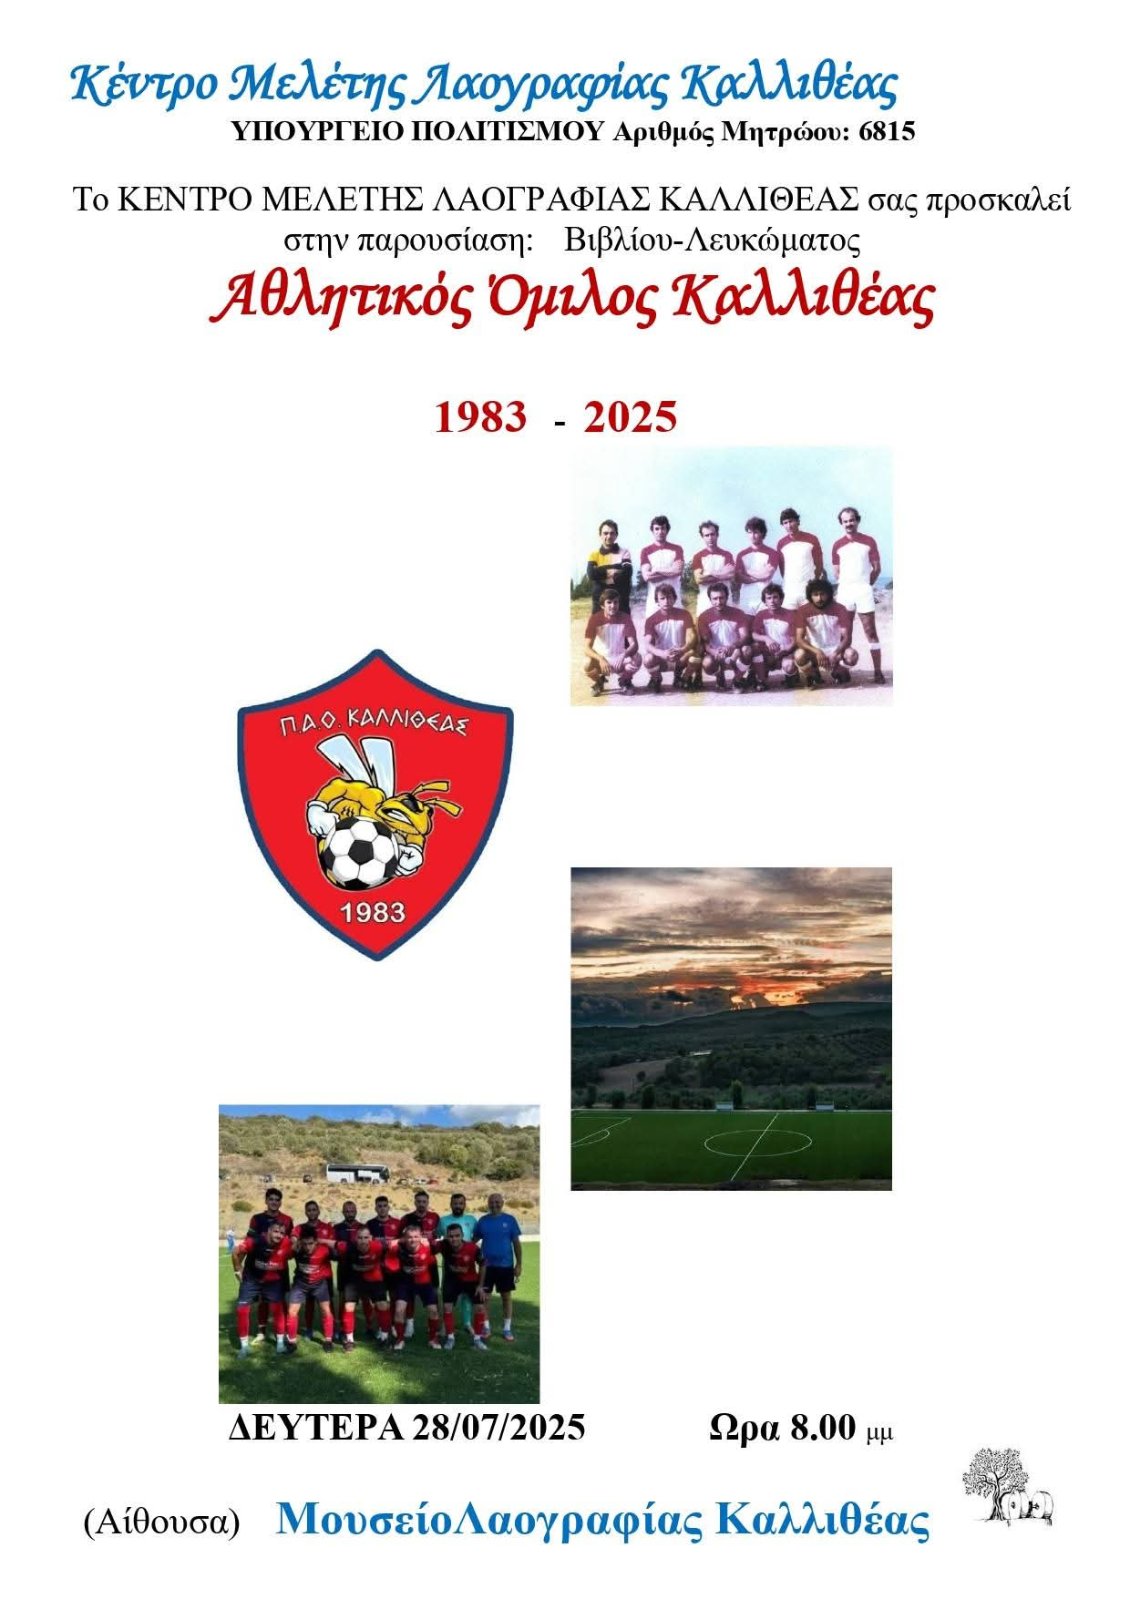 Κέντρο Μελέτης Λαογραφίας Καλλιθέας
ΥΠΟΥΡΓΕΙΟ ΠΟΛΙΤΙΣΜΟΥ Αριθμός Μητρώου: 6815
Το ΚΕΝΤΡΟ ΜΕΛΕΤΗΣ ΛΑΟΓΡΑΦΙΑΣ ΚΑΛΛΙΘΕΑΣ σας προσκαλεί
στην παρουσίαση: Βιβλίου-Λευκώματος
Αθλητικός Όμιλος Καλλιθέας
1983 - 2025
Π.Α.Ο. ΚΑΛΛΙΘΕΑΣ
1983
ΔΕΥΤΕΡΑ 28/07/2025 Ωρα 8.00 μμ
(Αίθουσα) ΜουσείοΛαογραφίας Καλλιθέας